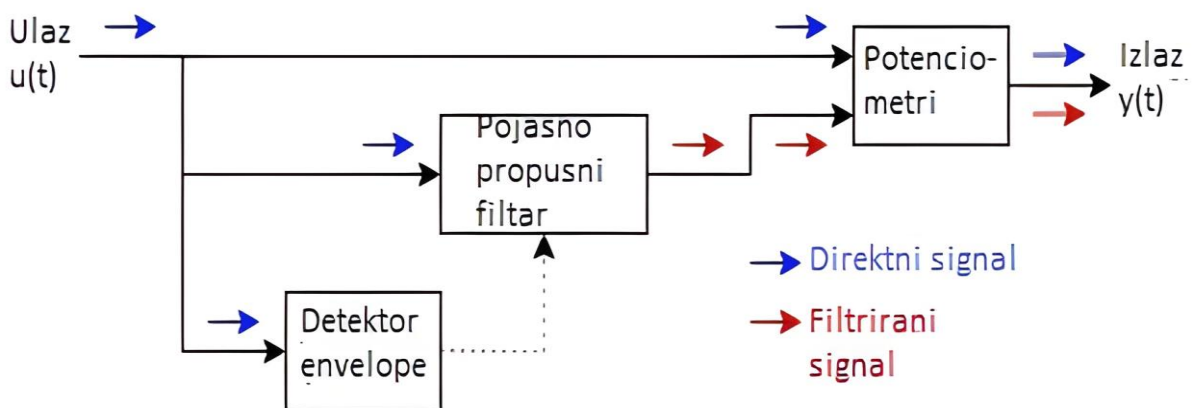 Ulaz
u(t)
Potencio-
metri
Izlaz
y(t)
Pojasno
propusni
filtar
Detektor
envelope
Direktni signal
Filtrirani
signal